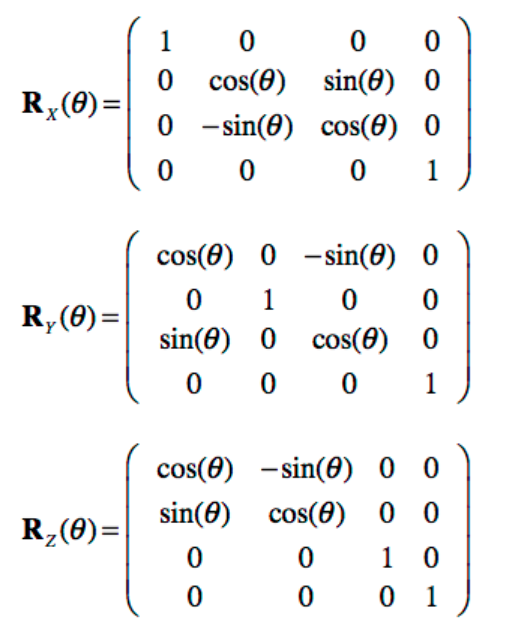 1 0 0 0
0 cos(θ) sin(θ) 0
R_X(θ)=
0 −sin(θ) cos(θ) 0
0 0 0 1
cos(θ) 0 −sin(θ) 0
0 1 0 0
R_Y(θ)=
sin(θ) 0 cos(θ) 0
0 0 0 1
cos(θ) −sin(θ) 0 0
sin(θ) cos(θ) 0 0
R_Z(θ)=
0 0 1 0
0 0 0 1